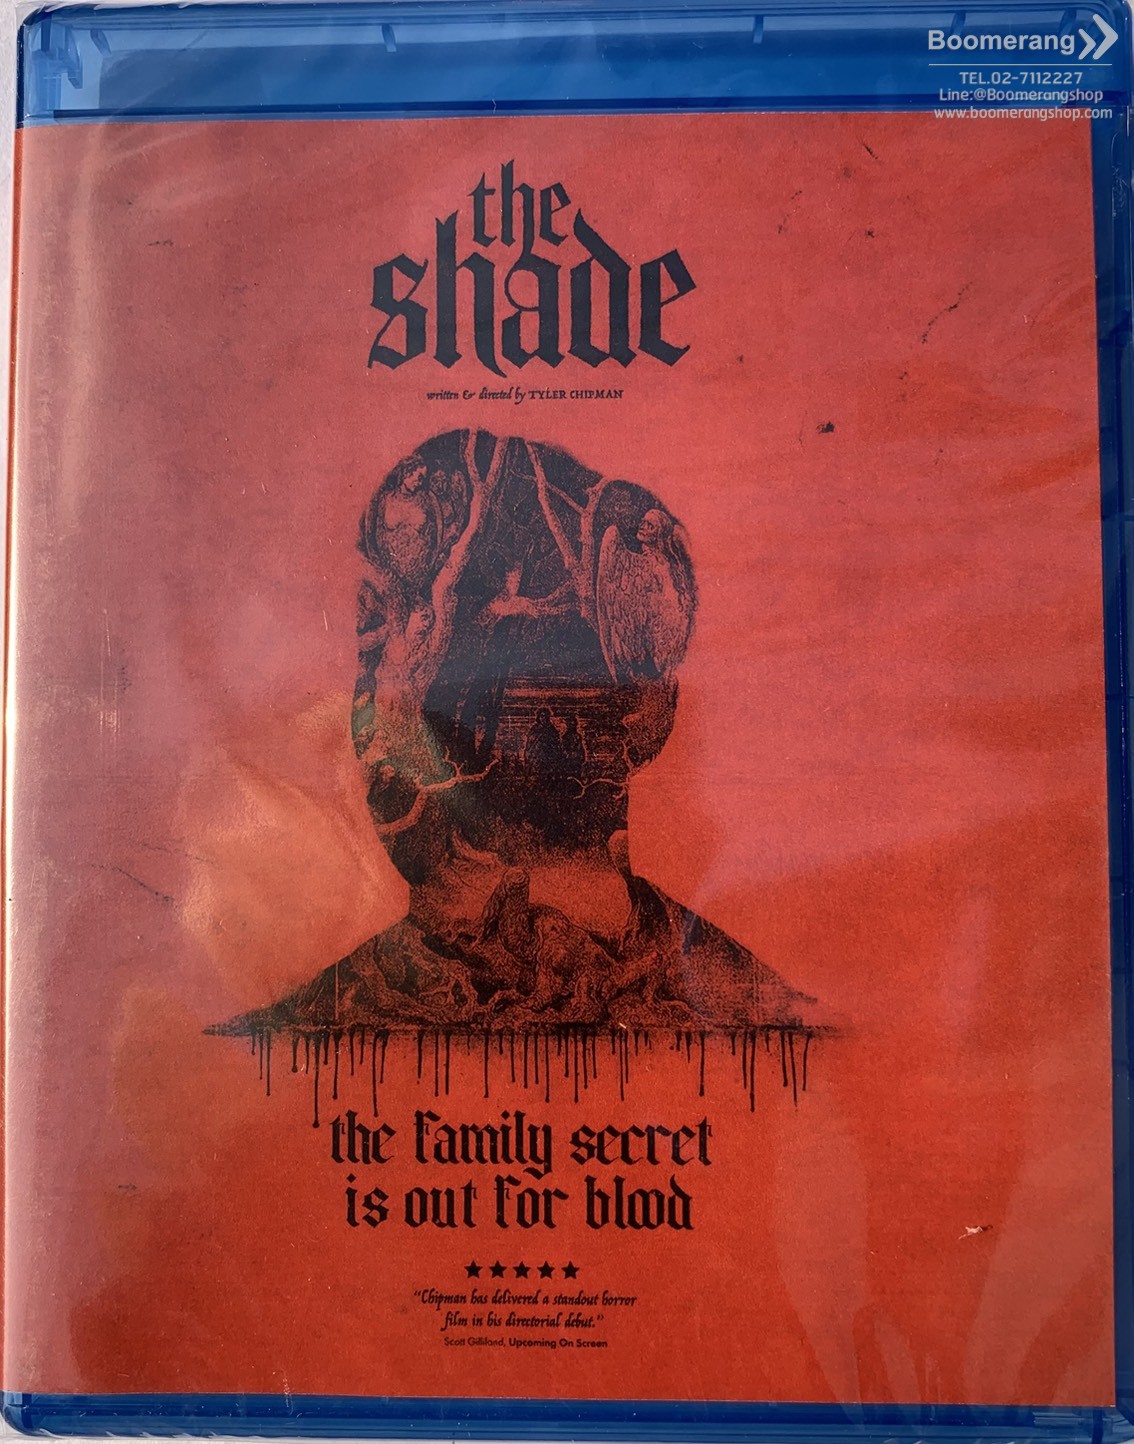 Boomerang
TEL.02-7112227
Line:@Boomerangshop
www.boomerangshop.com
the
shade
written & directed by TYLER CHIPMAN
the family secret
is out for blood
★★★★★
“Chipman has delivered a standout horror
film in his directorial debut.”
Scott Gilliland, Upcoming On Screen